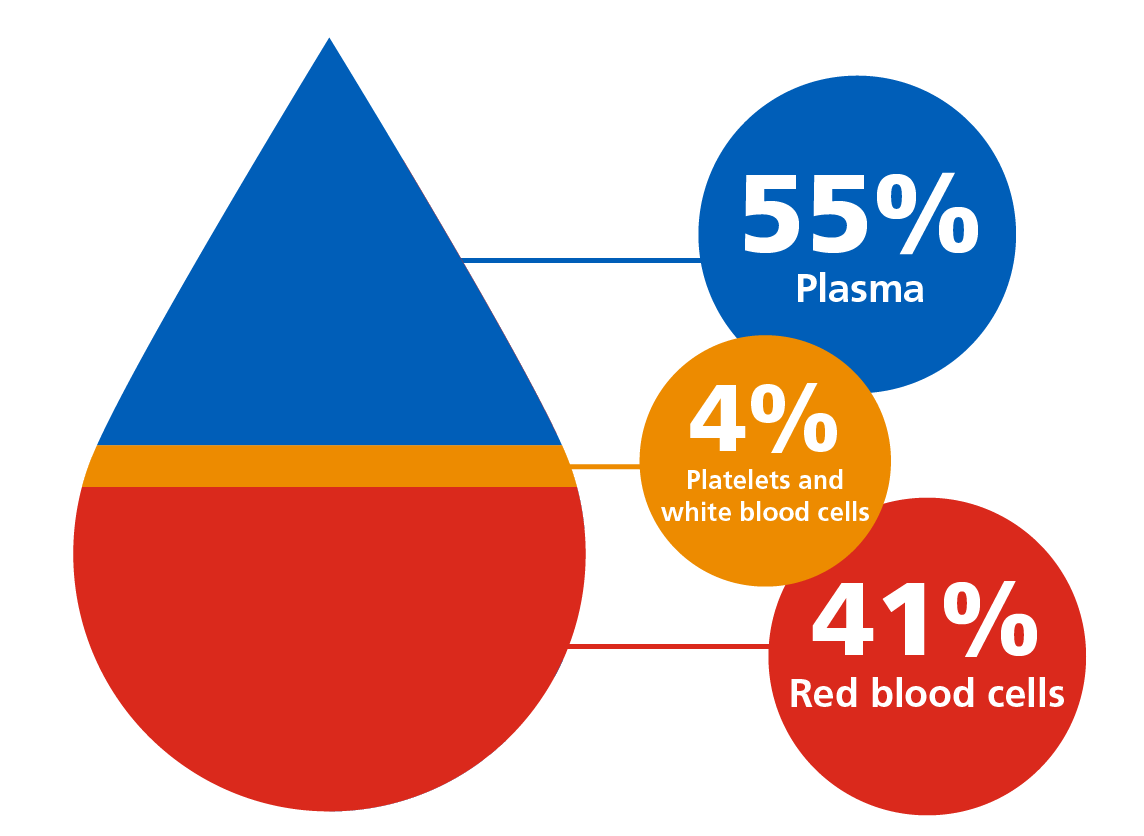 55%
Plasma
4%
Platelets and
white blood cells
41%
Red blood cells